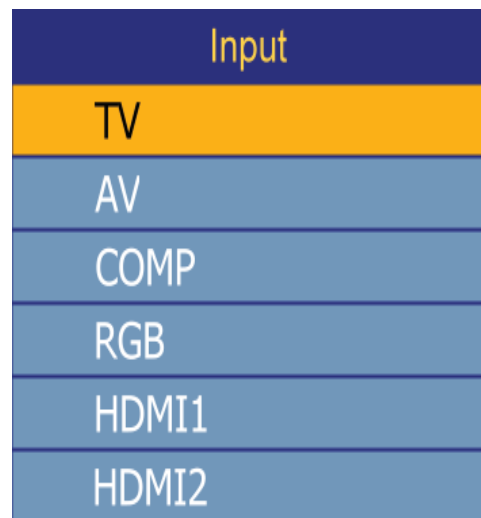 Input
TV
AV
COMP
RGB
HDMI1
HDMI2